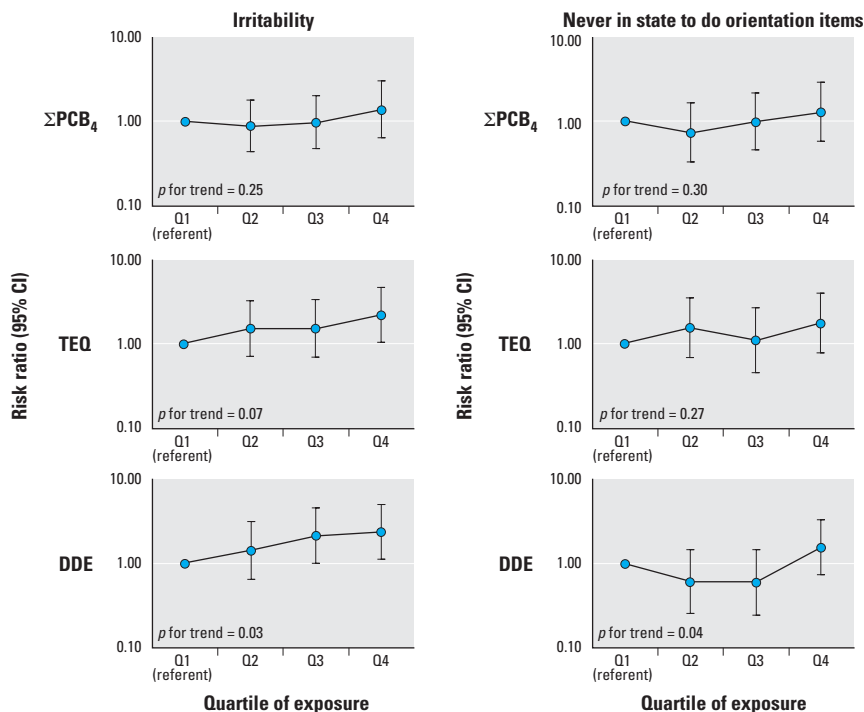 Irritability
10.00
1.00
0.10
ΣPCB4
p for trend = 0.25
Q1
(referent)
Q2
Q3
Q4
10.00
1.00
0.10
TEQ
p for trend = 0.07
Q1
(referent)
Q2
Q3
Q4
10.00
1.00
0.10
DDE
p for trend = 0.03
Q1
(referent)
Q2
Q3
Q4
Risk ratio (95% CI)
Quartile of exposure
Never in state to do orientation items
10.00
1.00
0.10
ΣPCB4
p for trend = 0.30
Q1
(referent)
Q2
Q3
Q4
10.00
1.00
0.10
TEQ
p for trend = 0.27
Q1
(referent)
Q2
Q3
Q4
10.00
1.00
0.10
DDE
p for trend = 0.04
Q1
(referent)
Q2
Q3
Q4
Risk ratio (95% CI)
Quartile of exposure